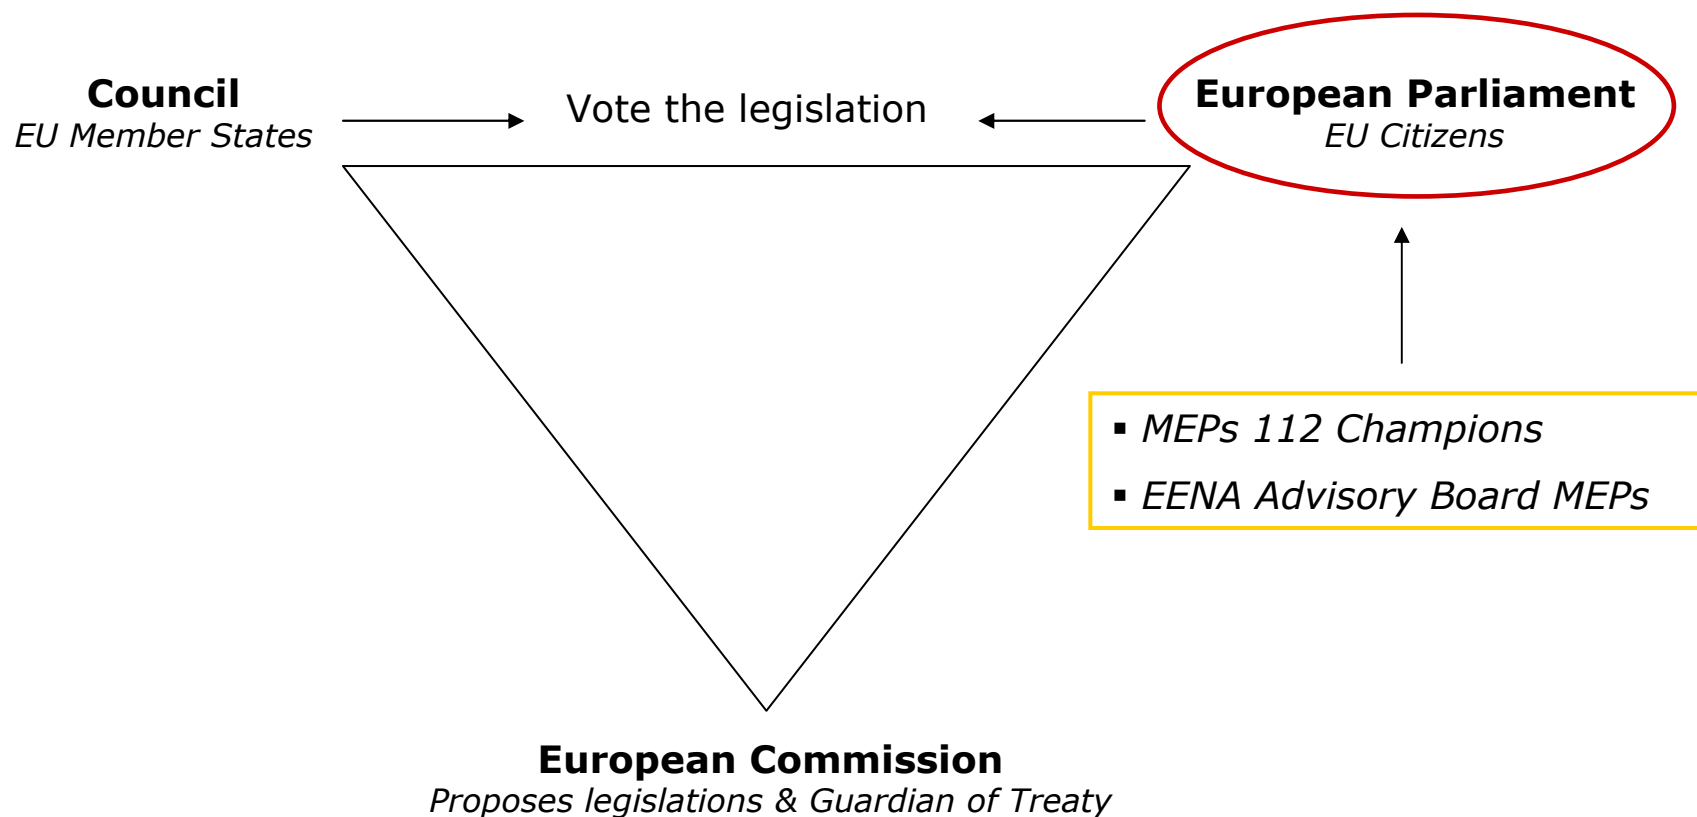 Council
EU Member States
Vote the legislation
European Parliament
EU Citizens
▪ MEPs 112 Champions
▪ EENA Advisory Board MEPs
European Commission
Proposes legislations & Guardian of Treaty